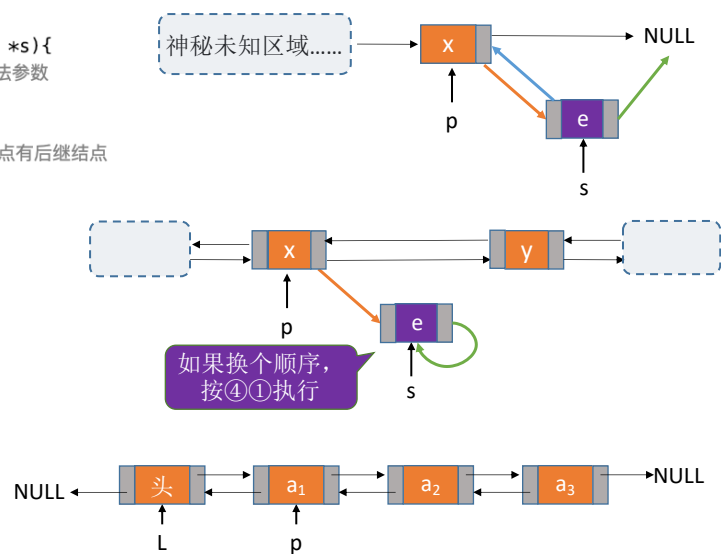 *s){
法参数
点有后继结点
神秘未知区域……
x
NULL
e
p
s
x
y
p
e
如果换个顺序，
按④①执行
s
NULL
头
a₁
a₂
a₃
NULL
L
p